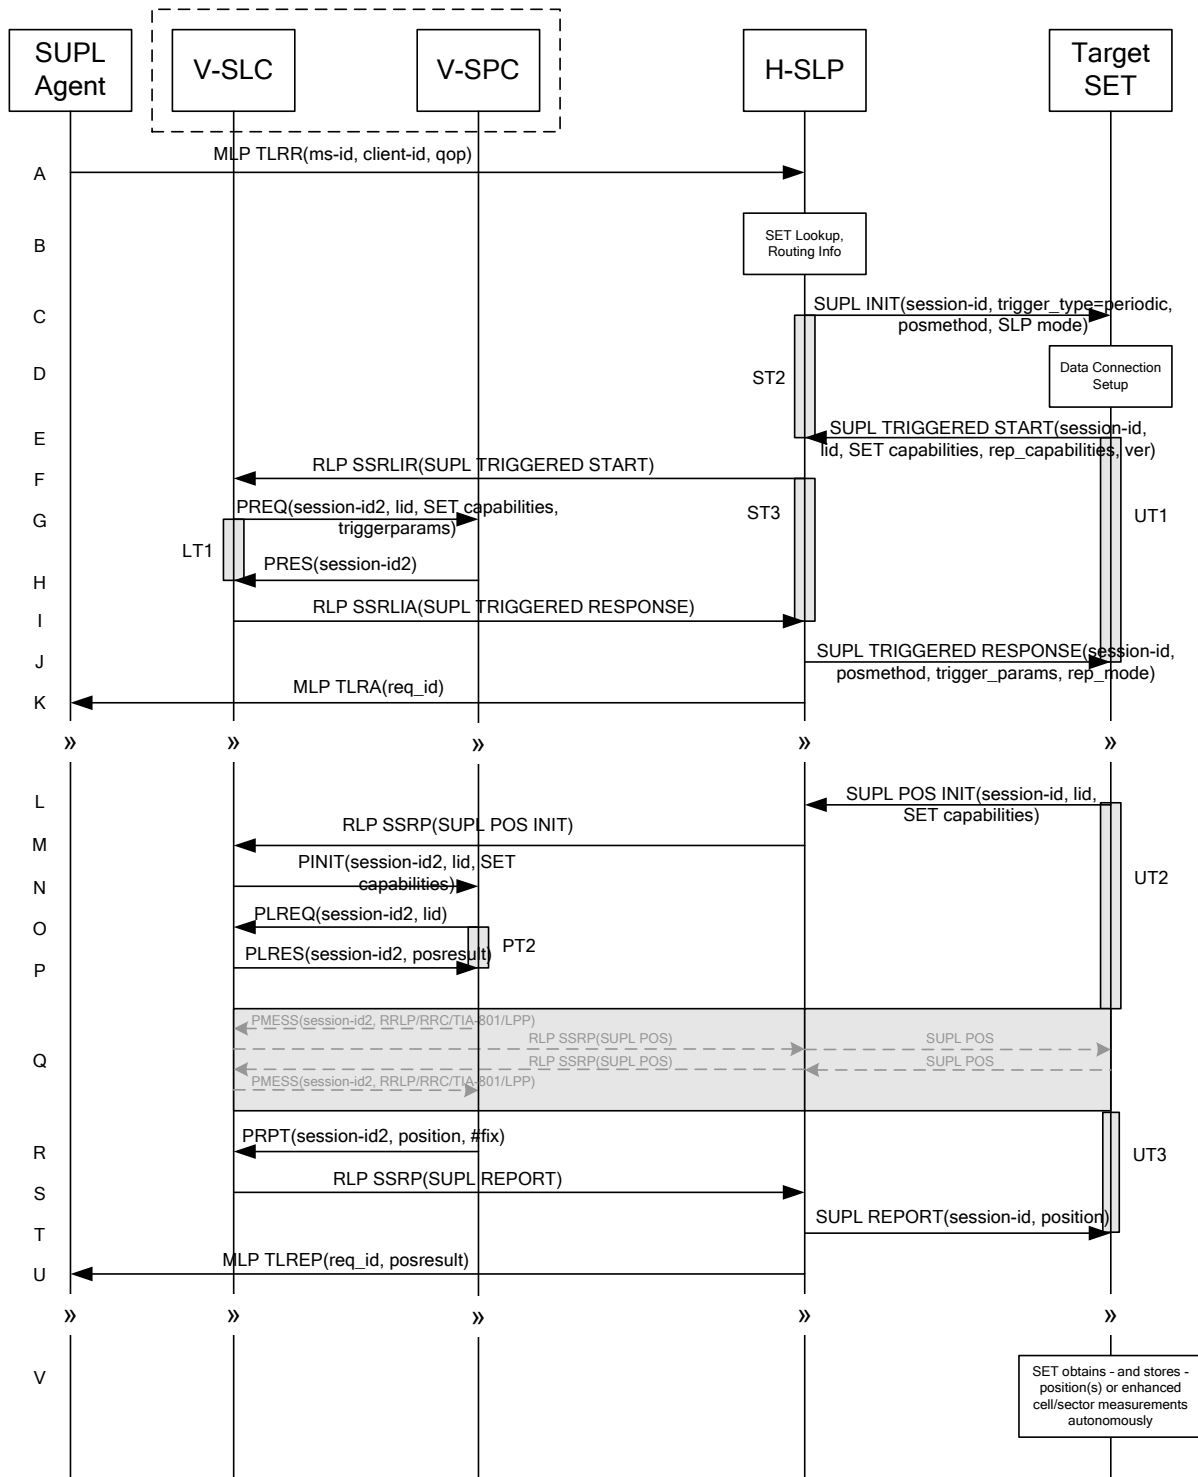 SUPL
Agent
V-SLC
V-SPC
H-SLP
Target
SET
A
MLP TLRR(ms-id, client-id, qop)
B
SET Lookup,
Routing Info
C
SUPL INIT(session-id, trigger_type=periodic,
posmethod, SLP mode)
D
ST2
Data Connection
Setup
E
SUPL TRIGGERED START(session-id,
lid, SET capabilities, rep_capabilities, ver)
F
RLP SSRLIR(SUPL TRIGGERED START)
G
PREQ(session-id2, lid, SET capabilities,
triggerparams)
ST3
UT1
LT1
H
PRES(session-id2)
I
RLP SSRLIA(SUPL TRIGGERED RESPONSE)
J
SUPL TRIGGERED RESPONSE(session-id,
posmethod, trigger_params, rep_mode)
K
MLP TLRA(req_id)
» » » » »
L
SUPL POS INIT(session-id, lid,
SET capabilities)
M
RLP SSRP(SUPL POS INIT)
N
PINIT(session-id2, lid, SET
capabilities)
UT2
O
PLREQ(session-id2, lid)
PT2
P
PLRES(session-id2, posresult)
PMESS(session-id2, RRLP/RRC/TIA-801/LPP)
RLP SSRP(SUPL POS)
SUPL POS
Q
RLP SSRP(SUPL POS)
SUPL POS
PMESS(session-id2, RRLP/RRC/TIA-801/LPP)
R
PRPT(session-id2, position, #fix)
UT3
S
RLP SSRP(SUPL REPORT)
T
SUPL REPORT(session-id, position)
U
MLP TLREP(req_id, posresult)
» » » » »
V
SET obtains - and stores -
position(s) or enhanced
cell/sector measurements
autonomously